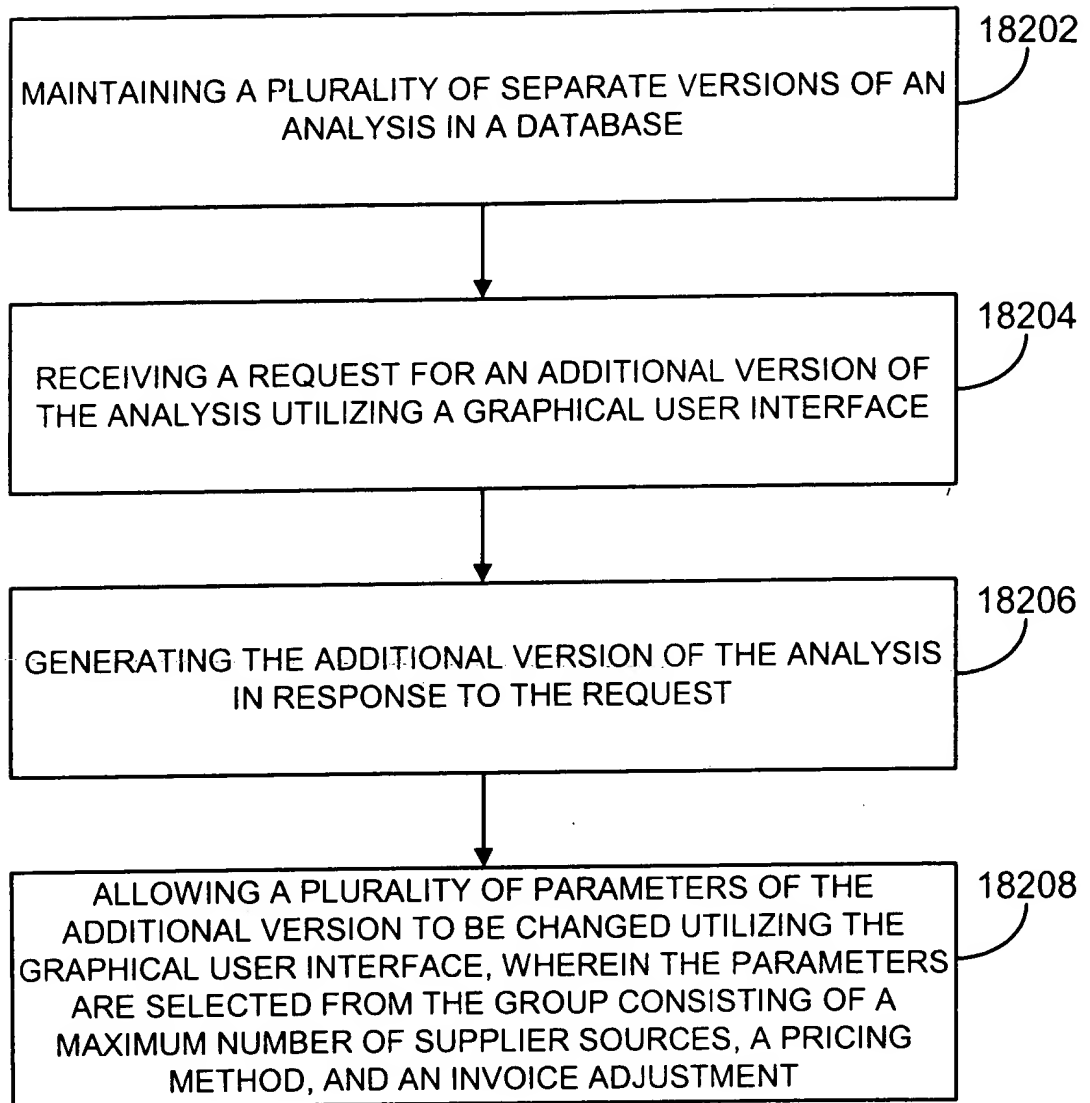 18202
MAINTAINING A PLURALITY OF SEPARATE VERSIONS OF AN
ANALYSIS IN A DATABASE
18204
RECEIVING A REQUEST FOR AN ADDITIONAL VERSION OF
THE ANALYSIS UTILIZING A GRAPHICAL USER INTERFACE
18206
GENERATING THE ADDITIONAL VERSION OF THE ANALYSIS
IN RESPONSE TO THE REQUEST
18208
ALLOWING A PLURALITY OF PARAMETERS OF THE
ADDITIONAL VERSION TO BE CHANGED UTILIZING THE
GRAPHICAL USER INTERFACE, WHEREIN THE PARAMETERS
ARE SELECTED FROM THE GROUP CONSISTING OF A
MAXIMUM NUMBER OF SUPPLIER SOURCES, A PRICING
METHOD, AND AN INVOICE ADJUSTMENT